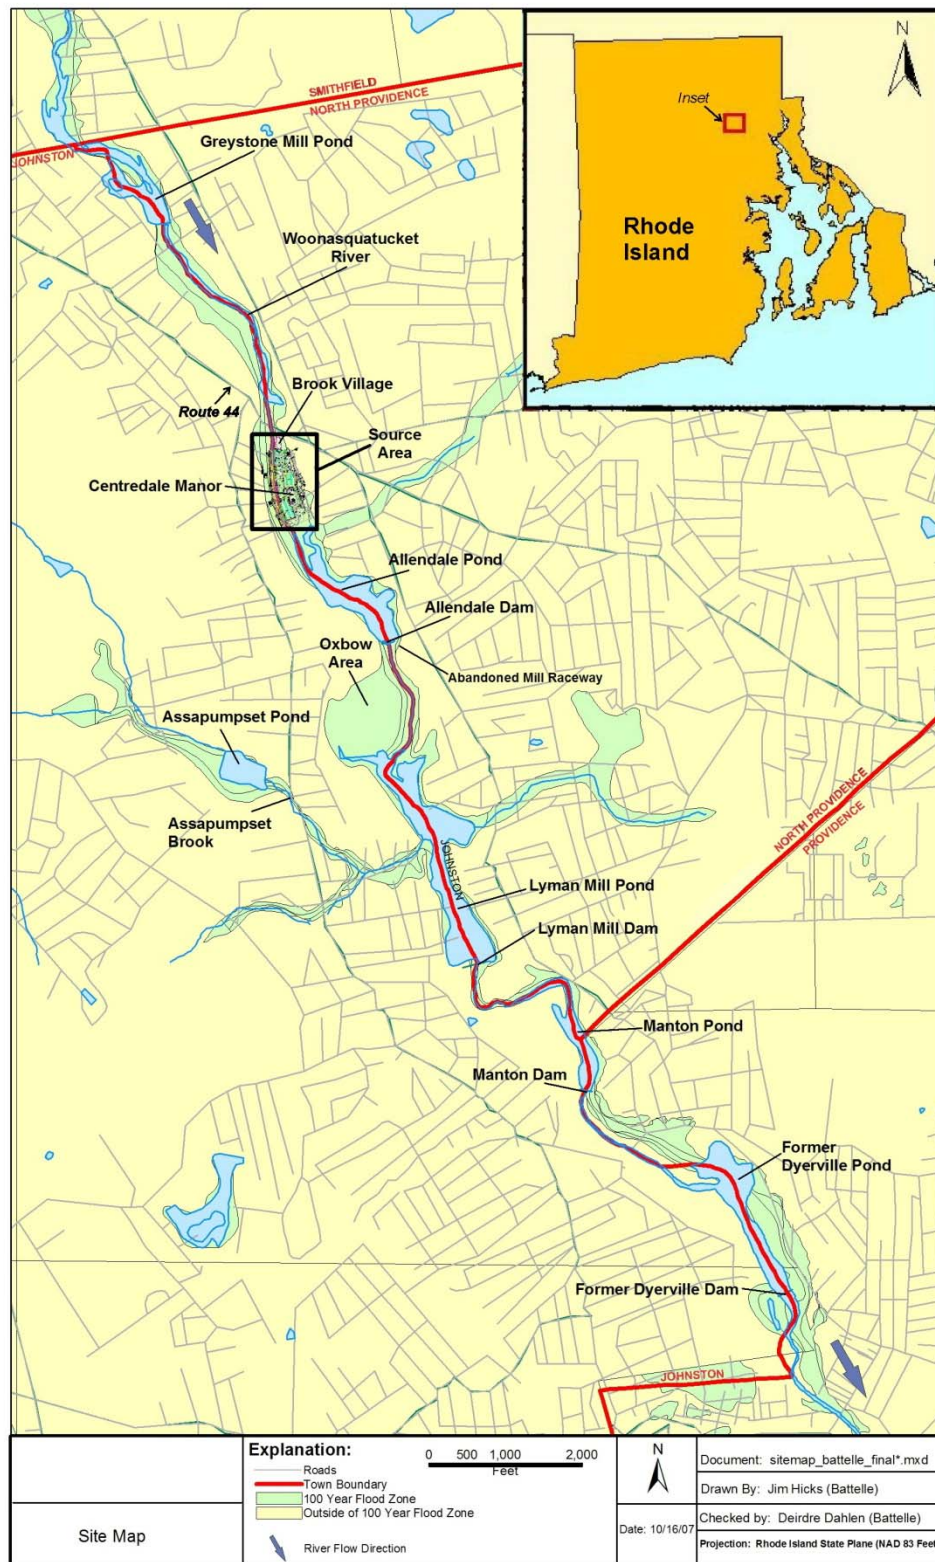 N
Inset
Rhode
Island
SMITHFIELD
NORTH PROVIDENCE
JOHNSTON
Greystone Mill Pond
Woonasquatucket
River
Brook Village
Route 44
Source
Area
Centredale Manor
Allendale Pond
Allendale Dam
Oxbow
Area
Abandoned Mill Raceway
Assapumpset Pond
NORTH PROVIDENCE
PROVIDENCE
Assapumpset
Brook
JOHNSTON
Lyman Mill Pond
Lyman Mill Dam
Manton Pond
Manton Dam
Former
Dyerville Pond
Former Dyerville Dam
JOHNSTON
Explanation:
Roads
Town Boundary
100 Year Flood Zone
Outside of 100 Year Flood Zone
River Flow Direction
0 500 1,000 2,000
Feet
Site Map
N
Date: 10/16/07
Document: sitemap_battelle_final*.mxd
Drawn By: Jim Hicks (Battelle)
Checked by: Deirdre Dahlen (Battelle)
Projection: Rhode Island State Plane (NAD 83 Feet